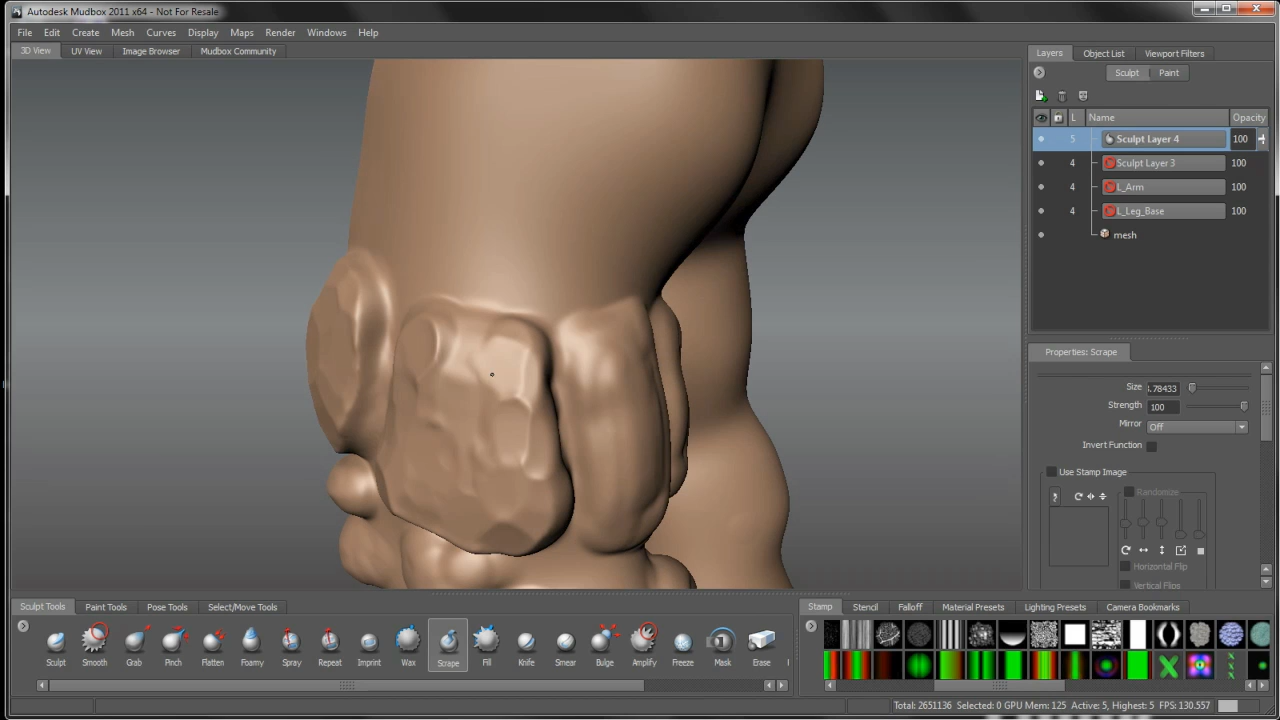 Autodesk Mudbox 2011 x64 - Not For Resale
File Edit Create Mesh Curves Display Maps Render Windows Help
3D View UV View Image Browser Mudbox Community
Layers Object List Viewport Filters
Sculpt Paint
L Name Opacity
5 Sculpt Layer 4 100
4 Sculpt Layer 3 100
4 L_Arm 100
4 L_Leg_Base 100
mesh
Properties: Scrape
Size .78433
Strength 100
Mirror Off
Invert Function
Use Stamp Image
Randomize
Horizontal Flip
Vertical Flips
Sculpt Tools Paint Tools Pose Tools Select/Move Tools
Sculpt Smooth Grab Pinch Flatten Foamy Spray Repeat Imprint Wax Scrape Fill Knife Smear Bulge Amplify Freeze Mask Erase
Stamp Stencil Falloff Material Presets Lighting Presets Camera Bookmarks
Total: 2651136 Selected: 0 GPU Mem: 125 Active: 5, Highest: 5 FPS: 130.557